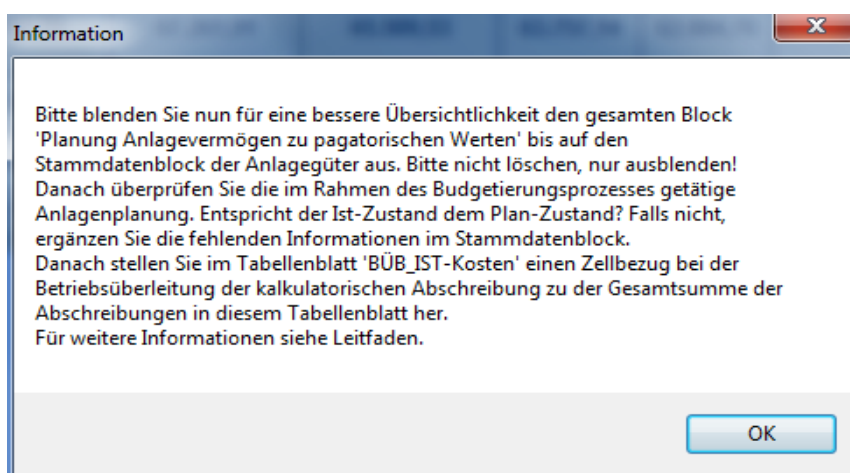 Information
Bitte blenden Sie nun für eine bessere Übersichtlichkeit den gesamten Block
'Planung Anlagevermögen zu pagatorischen Werten' bis auf den
Stammdatenblock der Anlagegüter aus. Bitte nicht löschen, nur ausblenden!
Danach überprüfen Sie die im Rahmen des Budgetierungsprozesses getätige
Anlagenplanung. Entspricht der Ist-Zustand dem Plan-Zustand? Falls nicht,
ergänzen Sie die fehlenden Informationen im Stammdatenblock.
Danach stellen Sie im Tabellenblatt 'BÜB_IST-Kosten' einen Zellbezug bei der
Betriebsüberleitung der kalkulatorischen Abschreibung zu der Gesamtsumme der
Abschreibungen in diesem Tabellenblatt her.
Für weitere Informationen siehe Leitfaden.
OK